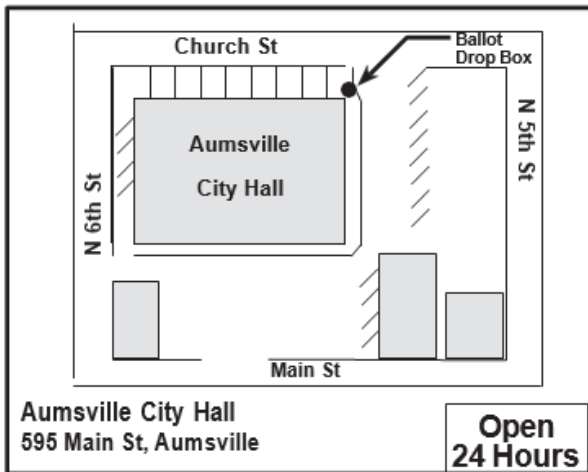 Church St
Ballot
Drop Box
N 5th St
Aumsville
City Hall
N 6th St
Main St
Aumsville City Hall
595 Main St, Aumsville
Open
24 Hours